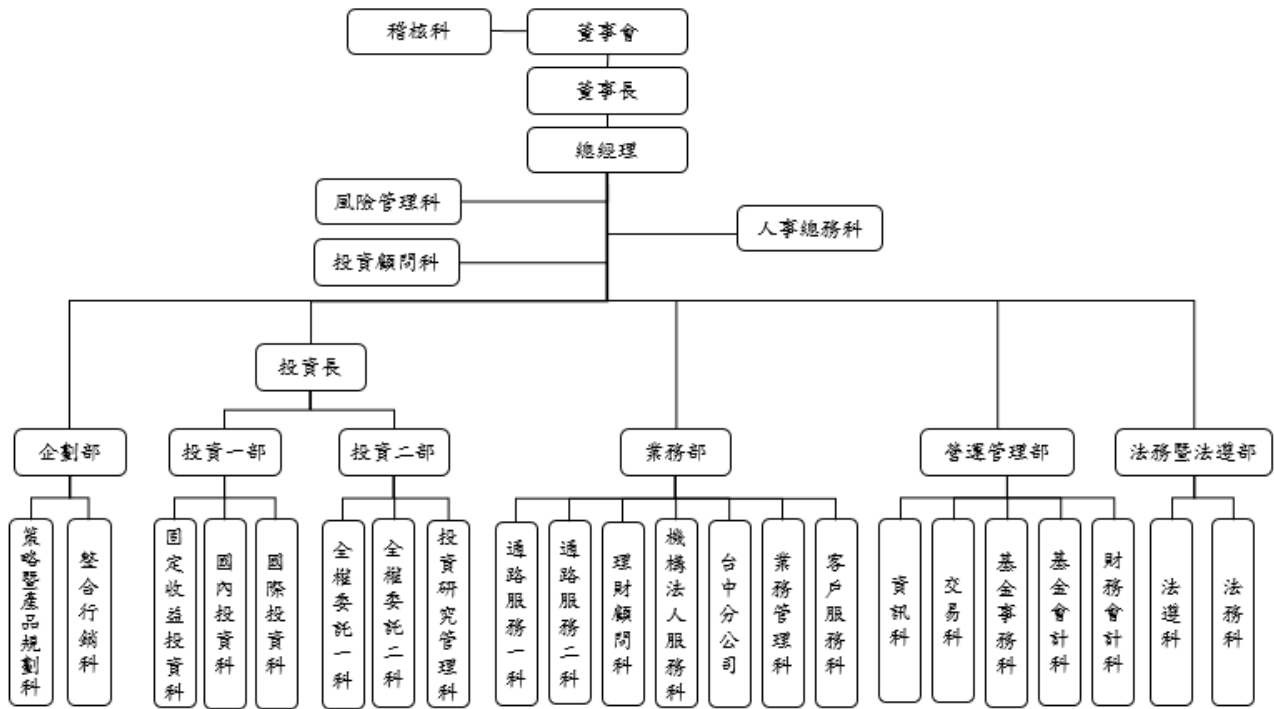 稽核科
董事會
董事長
總經理
風險管理科
人事總務科
投資顧問科
投資長
企劃部
投資一部
投資二部
業務部
營運管理部
法務暨法遵部
策略暨產品規劃科
整合行銷科
固定收益投資科
國內投資科
國際投資科
全權委託一科
全權委託二科
投資研究管理科
通路服務一科
通路服務二科
理財顧問科
機構法人服務科
台中分公司
業務管理科
客戶服務科
資訊科
交易科
基金事務科
基金會計科
財務會計科
法遵科
法務科